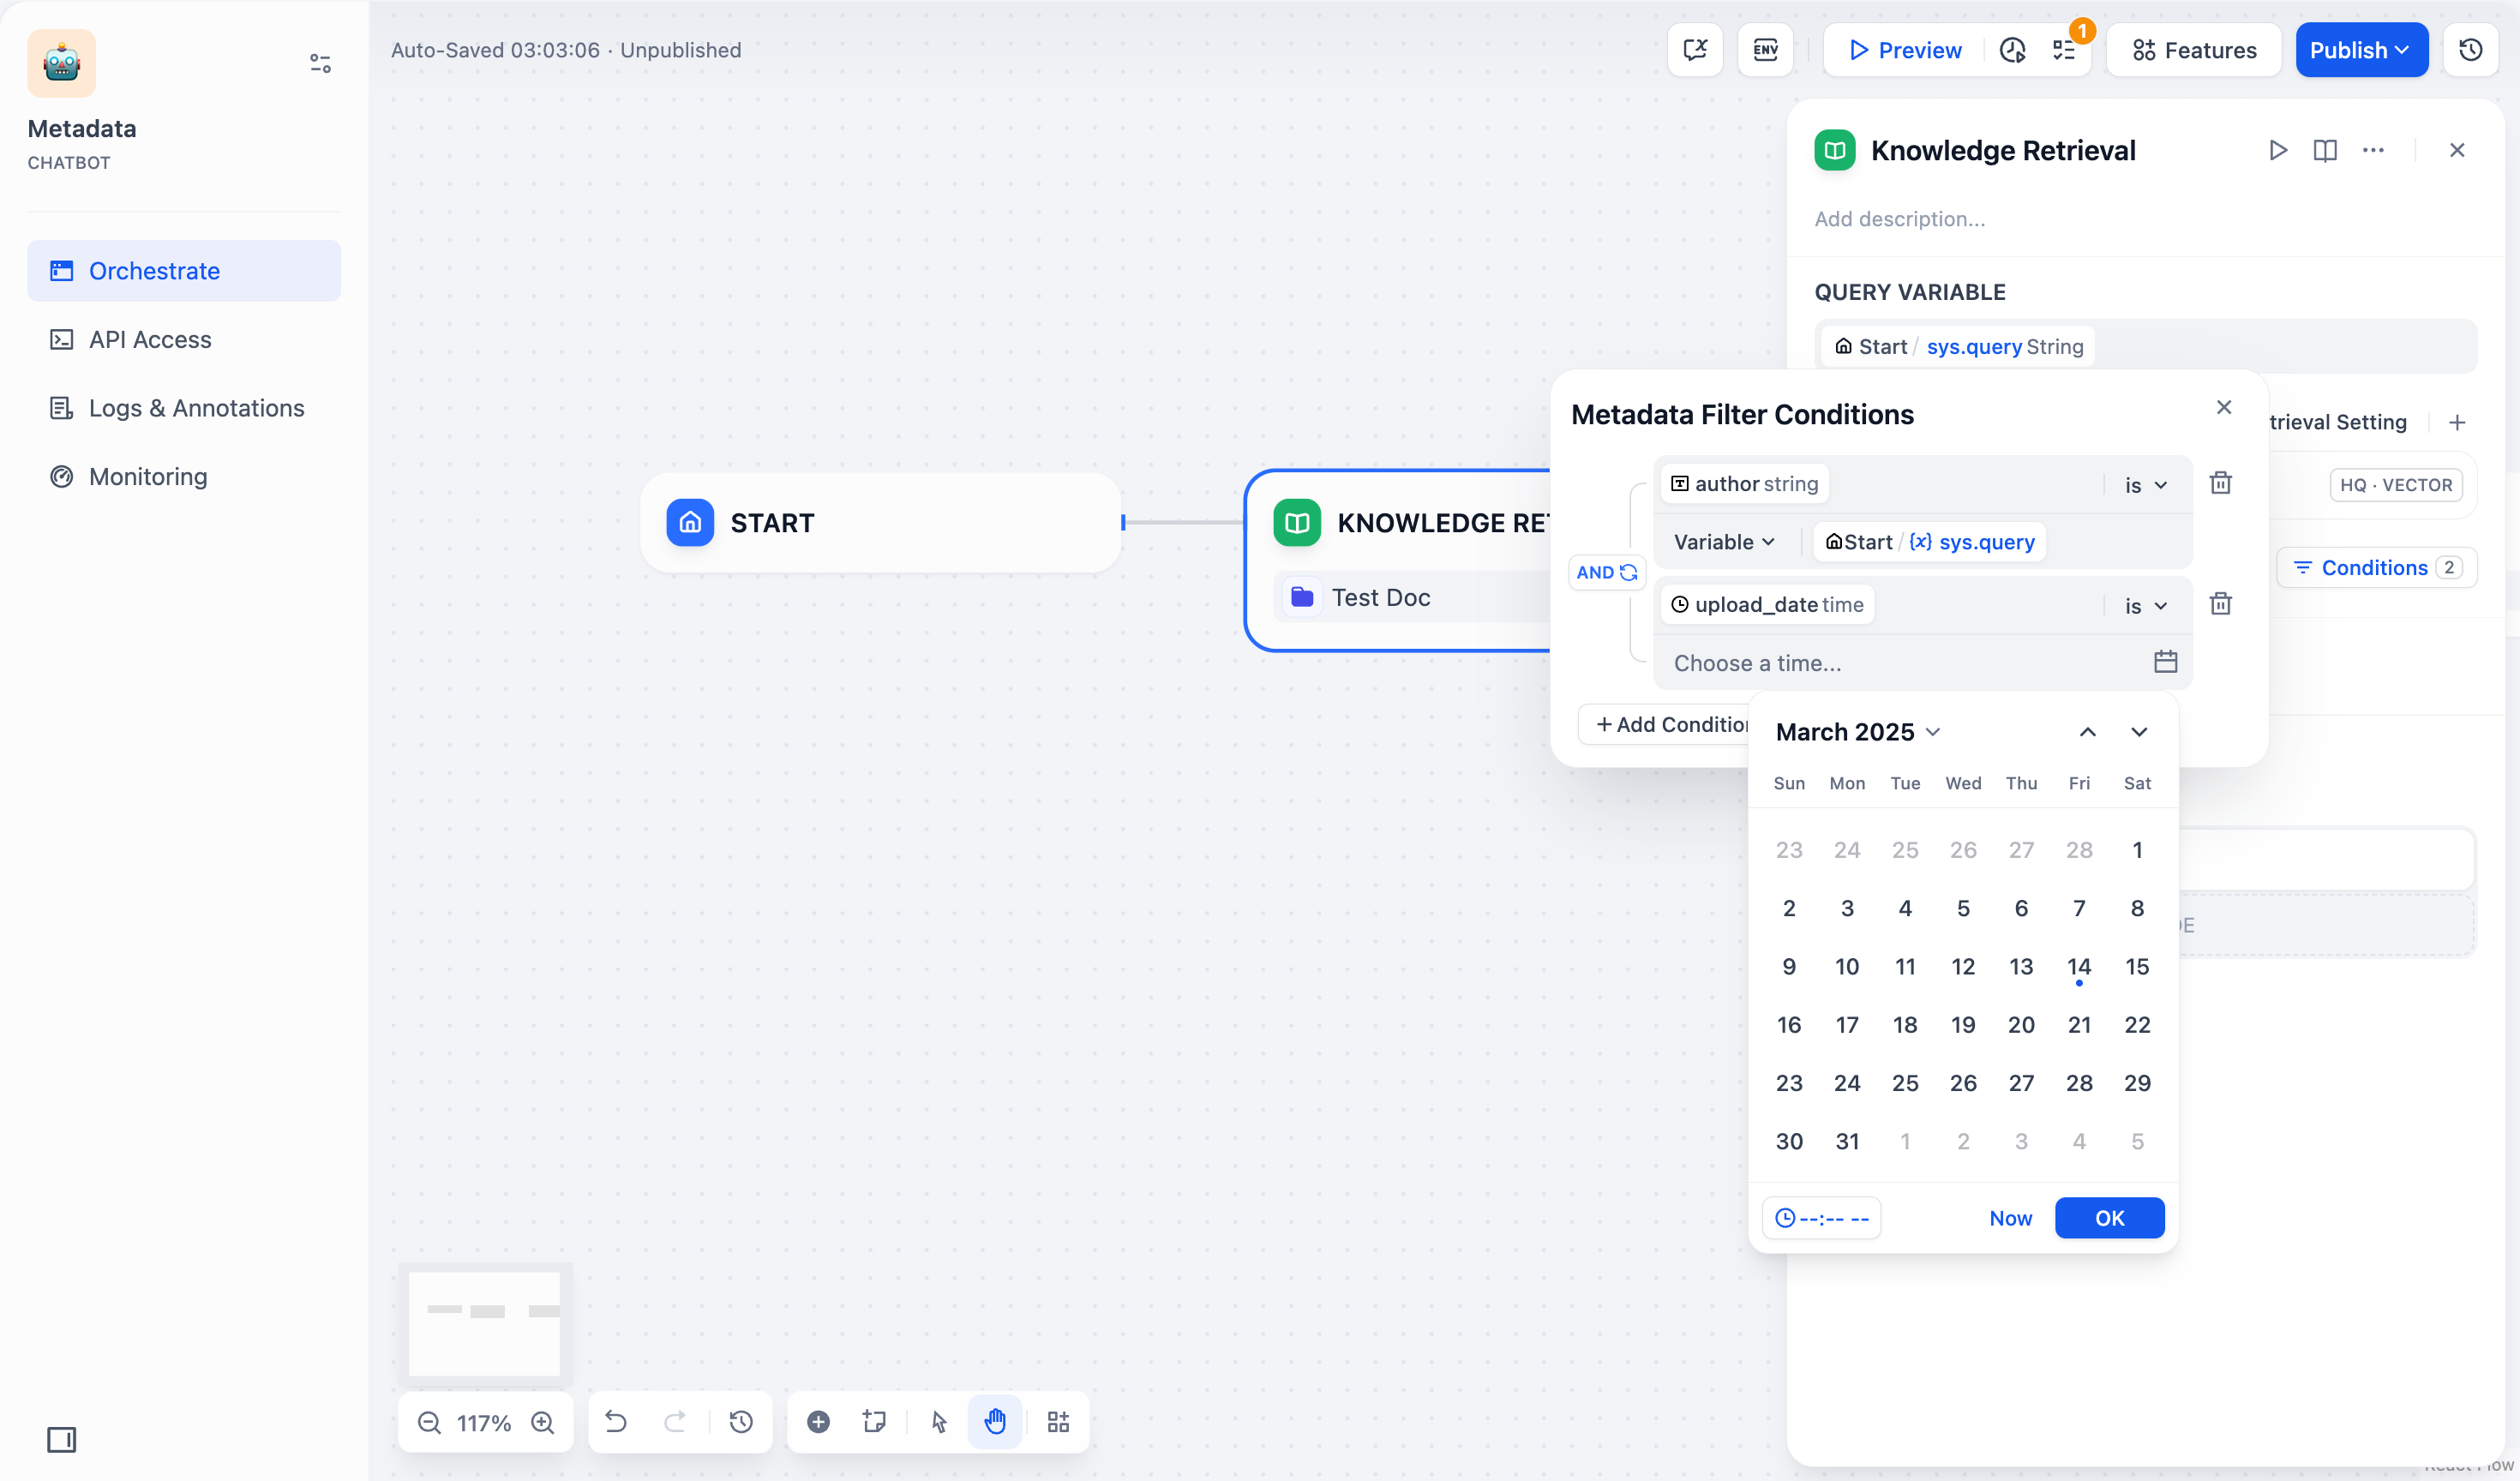 Auto-Saved 03:03:06 · Unpublished
ENV
Preview
1
Features
Publish
Metadata
CHATBOT
Orchestrate
API Access
Logs & Annotations
Monitoring
START
KNOWLEDGE RET
Test Doc
Knowledge Retrieval
Add description...
QUERY VARIABLE
Start / sys.query String
trieval Setting
HQ · VECTOR
Conditions 2
Metadata Filter Conditions
author string is
Variable Start / {x} sys.query
AND
upload_date time is
Choose a time...
+ Add Condition
March 2025
Sun Mon Tue Wed Thu Fri Sat
23 24 25 26 27 28 1
2 3 4 5 6 7 8
9 10 11 12 13 14 15
16 17 18 19 20 21 22
23 24 25 26 27 28 29
30 31 1 2 3 4 5
--:-- -- Now OK
117%